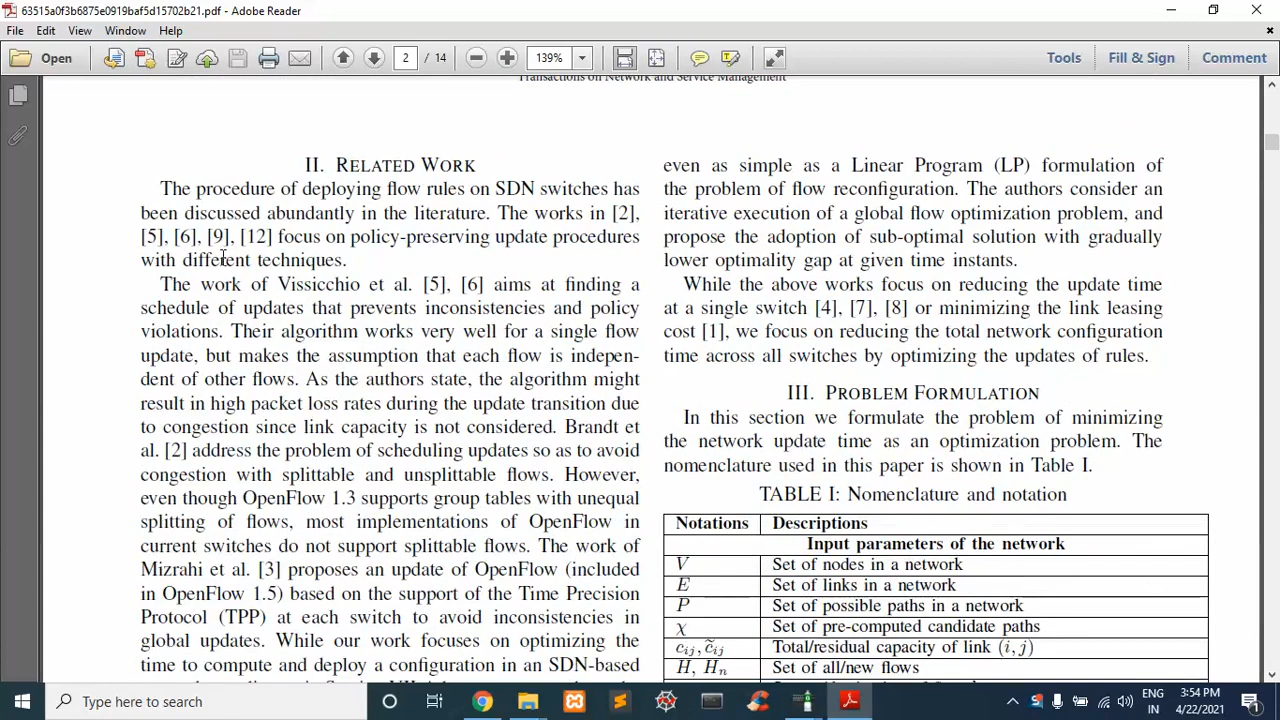 63515a0f3b6875e0919baf5d15702b21.pdf - Adobe Reader
File Edit View Window Help
Open 2 / 14 139% Tools Fill & Sign Comment
Transactions on Network and Service Management
II. RELATED WORK
The procedure of deploying flow rules on SDN switches has
been discussed abundantly in the literature. The works in [2],
[5], [6], [9], [12] focus on policy-preserving update procedures
with different techniques.
The work of Vissicchio et al. [5], [6] aims at finding a
schedule of updates that prevents inconsistencies and policy
violations. Their algorithm works very well for a single flow
update, but makes the assumption that each flow is indepen-
dent of other flows. As the authors state, the algorithm might
result in high packet loss rates during the update transition due
to congestion since link capacity is not considered. Brandt et
al. [2] address the problem of scheduling updates so as to avoid
congestion with splittable and unsplittable flows. However,
even though OpenFlow 1.3 supports group tables with unequal
splitting of flows, most implementations of OpenFlow in
current switches do not support splittable flows. The work of
Mizrahi et al. [3] proposes an update of OpenFlow (included
in OpenFlow 1.5) based on the support of the Time Precision
Protocol (TPP) at each switch to avoid inconsistencies in
global updates. While our work focuses on optimizing the
time to compute and deploy a configuration in an SDN-based
even as simple as a Linear Program (LP) formulation of
the problem of flow reconfiguration. The authors consider an
iterative execution of a global flow optimization problem, and
propose the adoption of sub-optimal solution with gradually
lower optimality gap at given time instants.
While the above works focus on reducing the update time
at a single switch [4], [7], [8] or minimizing the link leasing
cost [1], we focus on reducing the total network configuration
time across all switches by optimizing the updates of rules.
III. PROBLEM FORMULATION
In this section we formulate the problem of minimizing
the network update time as an optimization problem. The
nomenclature used in this paper is shown in Table I.
TABLE I: Nomenclature and notation
Notations Descriptions
Input parameters of the network
V Set of nodes in a network
E Set of links in a network
P Set of possible paths in a network
χ Set of pre-computed candidate paths
c_ij, c̃_ij Total/residual capacity of link (i, j)
H, H_n Set of all/new flows
Type here to search
ENG 3:54 PM
IN 4/22/2021 1